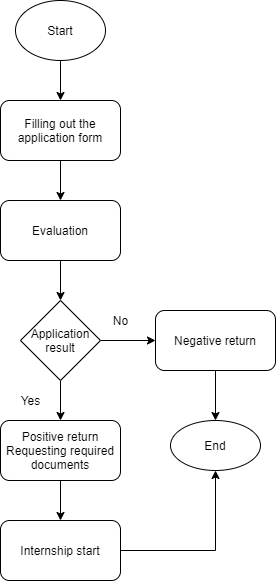 Start
Filling out the
application form
Evaluation
Application
result
No
Negative return
Yes
Positive return
Requesting required
documents
End
Internship start